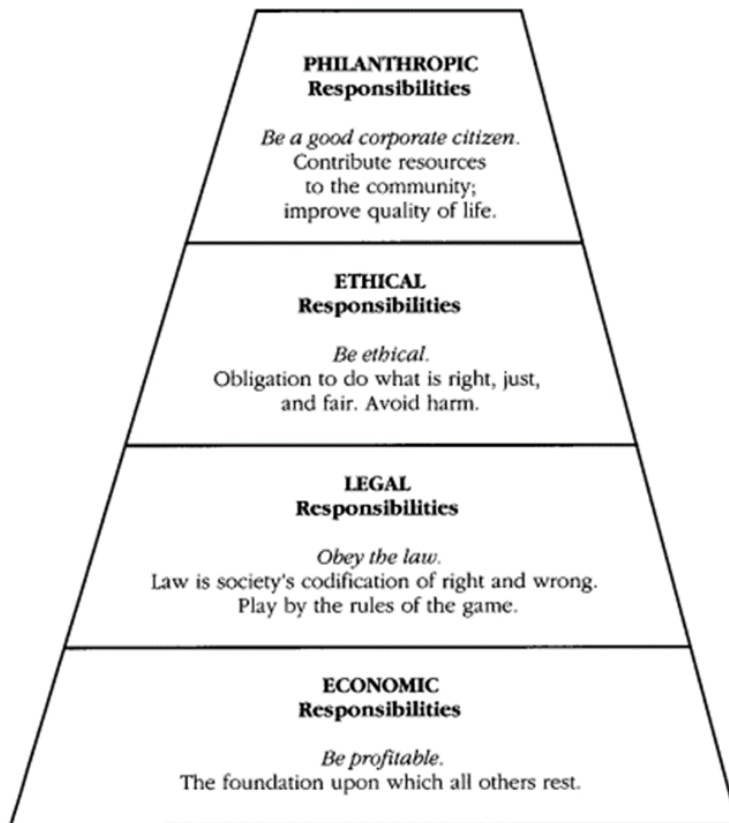 PHILANTHROPIC
Responsibilities
Be a good corporate citizen.
Contribute resources
to the community;
improve quality of life.
ETHICAL
Responsibilities
Be ethical.
Obligation to do what is right, just,
and fair. Avoid harm.
LEGAL
Responsibilities
Obey the law.
Law is society's codification of right and wrong.
Play by the rules of the game.
ECONOMIC
Responsibilities
Be profitable.
The foundation upon which all others rest.